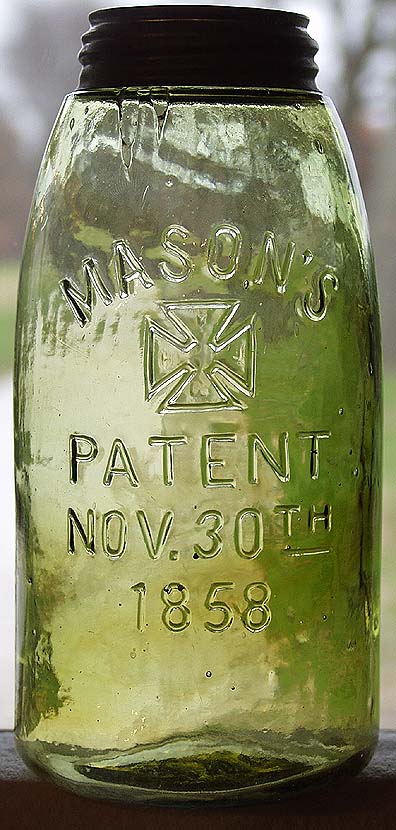 MASON'S
PATENT
NOV. 30TH
1858